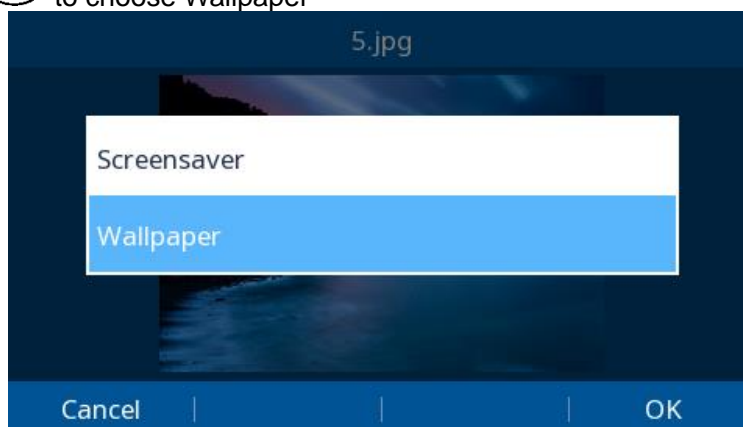 to choose Wallpaper
5.jpg
Screensaver
Wallpaper
Cancel
OK